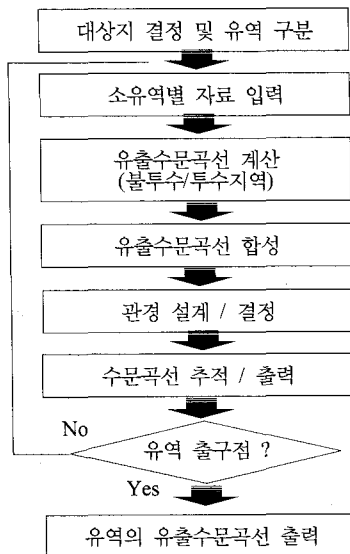 대상지 결정 및 유역 구분
소유역별 자료 입력
유출수문곡선 계산
(불투수/투수지역)
유출수문곡선 합성
관경 설계 / 결정
수문곡선 추적 / 출력
No
유역 출구점 ?
Yes
유역의 유출수문곡선 출력